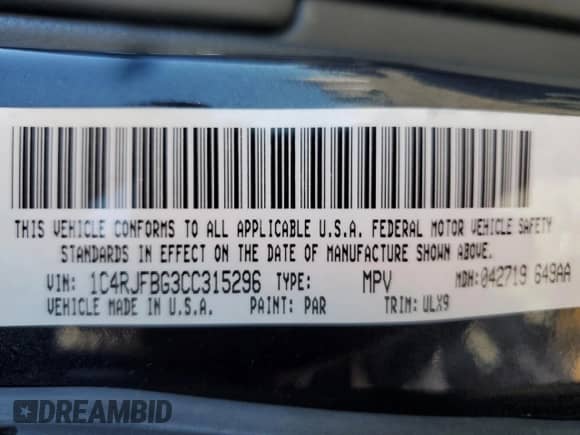 THIS VEHICLE CONFORMS TO ALL APPLICABLE U.S.A. FEDERAL MOTOR VEHICLE SAFETY
STANDARDS IN EFFECT ON THE DATE OF MANUFACTURE SHOWN ABOVE.
VIN: 1C4RJFBG3CC315296 TYPE: MPV MDH:042719 649AA
VEHICLE MADE IN U.S.A. PAINT: PAR TRIM: ULX9
DREAMBID